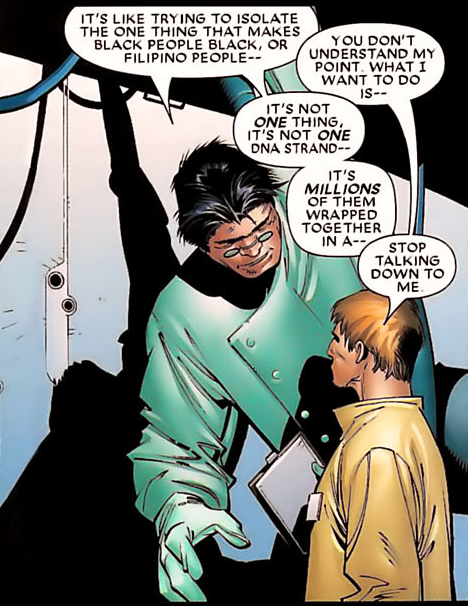 IT'S LIKE TRYING TO ISOLATE
THE ONE THING THAT MAKES
BLACK PEOPLE BLACK, OR
FILIPINO PEOPLE--
YOU DON'T
UNDERSTAND MY
POINT. WHAT I
WANT TO DO
IS--
IT'S NOT
ONE THING,
IT'S NOT ONE
DNA STRAND--
IT'S
MILLIONS
OF THEM
WRAPPED
TOGETHER
IN A--
STOP
TALKING
DOWN TO
ME.